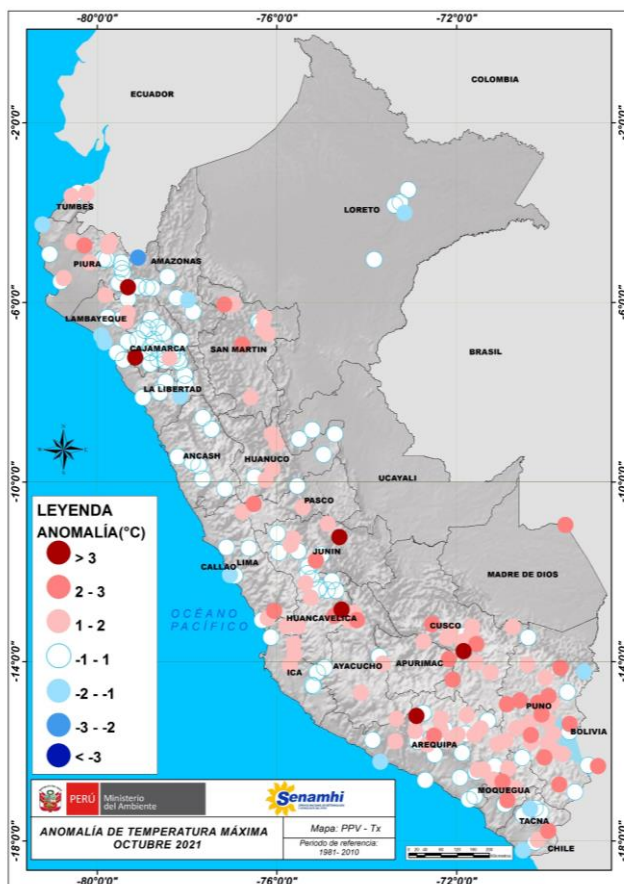 -80°0'0" -76°0'0" -72°0'0"
COLOMBIA
ECUADOR
-2°0'0"
LORETO
TUMBES
AMAZONAS
PIURA
-6°0'0"
LAMBAYEQUE
BRASIL
CAJAMARCA
SAN MARTIN
LA LIBERTAD
ANCASH
HUANUCO
UCAYALI
-10°0'0"
PASCO
LEYENDA
ANOMALÍA(°C)
> 3
2 - 3
1 - 2
-1 - 1
-2 - -1
-3 - -2
< -3
JUNIN
LIMA
CALLAO
MADRE DE DIOS
OCÉANO
PACÍFICO
HUANCAVELICA
CUSCO
-14°0'0"
ICA
AYACUCHO
APURIMAC
PUNO
BOLIVIA
AREQUIPA
MOQUEGUA
TACNA
-18°0'0"
CHILE
PERÚ Ministerio
del Ambiente
Senamhi
ANOMALÍA DE TEMPERATURA MÁXIMA
OCTUBRE 2021
Mapa: PPV - Tx
Periodo de referencia:
1981- 2010